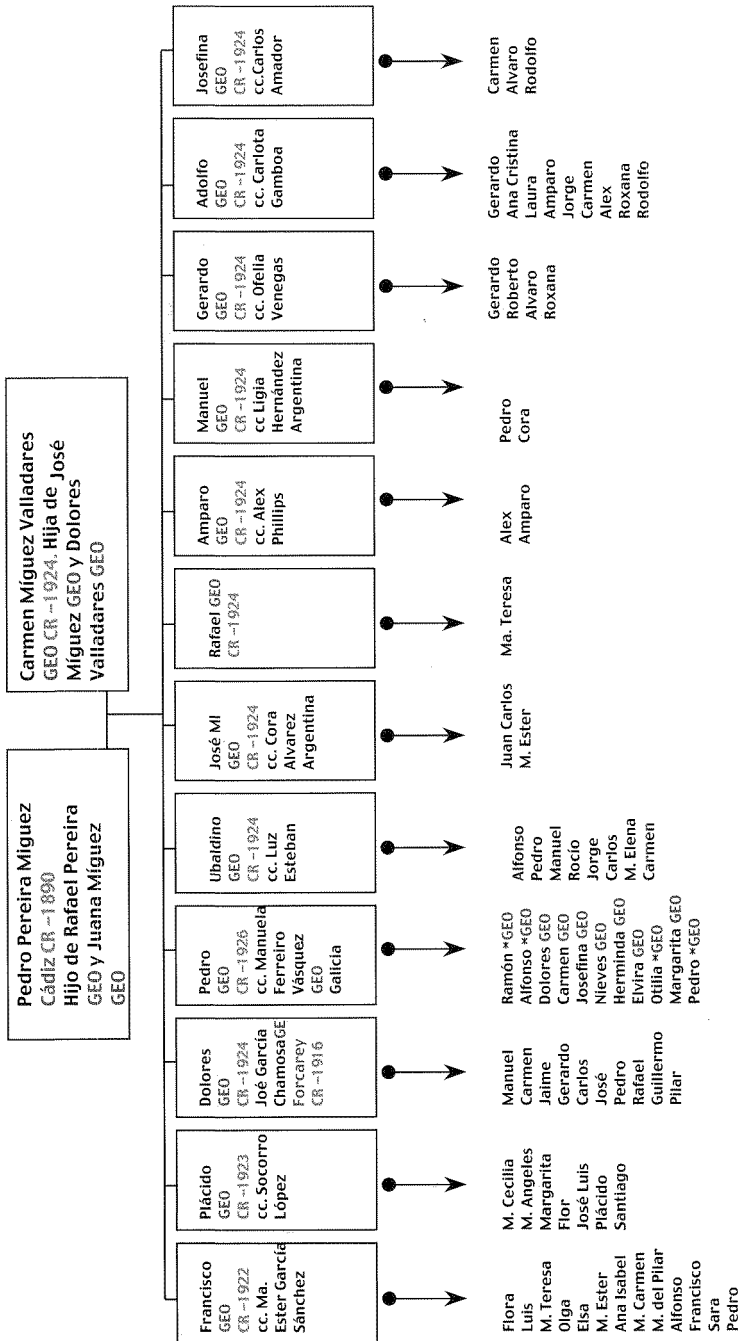 Pedro Pereira Míguez
Cádiz CR –1890
Hijo de Rafael Pereira
GEO y Juana Míguez
GEO
Carmen Míguez Valladares
GEO CR –1924. Hija de José
Míguez GEO y Dolores
Valladares GEO
Francisco
GEO
CR –1922
cc. Ma.
Ester García
Sánchez
Plácido
GEO
CR –1923
cc. Socorro
López
Dolores
GEO
CR –1924
Joé García
ChamosaGE
Forcarey
CR –1916
Pedro
GEO
CR –1926
cc. Manuela
Ferreiro
Vásquez
GEO
Galicia
Ubaldino
GEO
CR –1924
cc. Luz
Esteban
José Ml
GEO
CR –1924
cc. Cora
Alvarez
Argentina
Rafael GEO
CR –1924
Amparo
GEO
CR –1924
cc. Alex
Phillips
Manuel
GEO
CR –1924
cc Ligia
Hernández
Argentina
Gerardo
GEO
CR –1924
cc. Ofelia
Venegas
Adolfo
GEO
CR –1924
cc. Carlota
Gamboa
Josefina
GEO
CR –1924
cc.Carlos
Amador
Flora
Luis
M. Teresa
Olga
Elsa
M. Ester
Ana Isabel
M. Carmen
M. del Pilar
Alfonso
Francisco
Sara
Pedro
M. Cecilia
M. Angeles
Margarita
Flor
José Luis
Plácido
Santiago
Manuel
Carmen
Jaime
Gerardo
Carlos
José
Pedro
Rafael
Guillermo
Pilar
Ramón *GEO
Alfonso *GEO
Dolores GEO
Carmen GEO
Josefina GEO
Nieves GEO
Herminda GEO
Elvira GEO
Otilia *GEO
Margarita GEO
Pedro *GEO
Alfonso
Pedro
Manuel
Rocío
Jorge
Carlos
M. Elena
Carmen
Juan Carlos
M. Ester
Ma. Teresa
Alex
Amparo
Pedro
Cora
Gerardo
Roberto
Alvaro
Roxana
Gerardo
Ana Cristina
Laura
Amparo
Jorge
Carmen
Alex
Roxana
Rodolfo
Carmen
Alvaro
Rodolfo